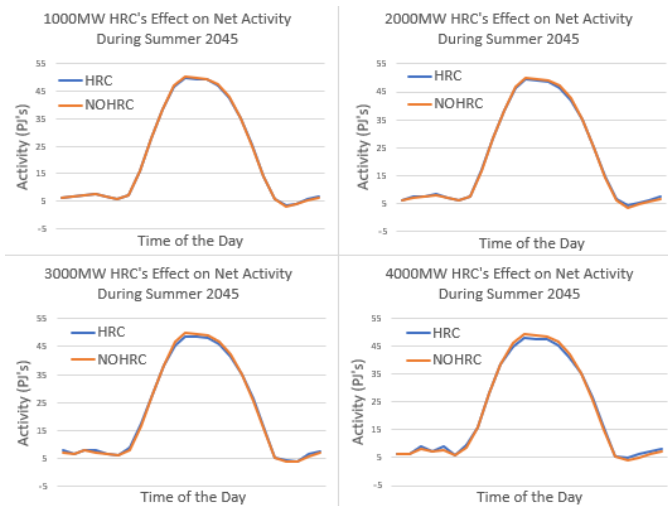 1000MW HRC's Effect on Net Activity
During Summer 2045
55
45
35
25
15
5
-5
Activity (PJ's)
HRC
NOHRC
Time of the Day
2000MW HRC's Effect on Net Activity
During Summer 2045
55
45
35
25
15
5
-5
Activity (PJ's)
HRC
NOHRC
Time of the Day
3000MW HRC's Effect on Net Activity
During Summer 2045
55
45
35
25
15
5
-5
Activity (PJ's)
HRC
NOHRC
Time of the Day
4000MW HRC's Effect on Net Activity
During Summer 2045
55
45
35
25
15
5
-5
Activity (PJ's)
HRC
NOHRC
Time of the Day